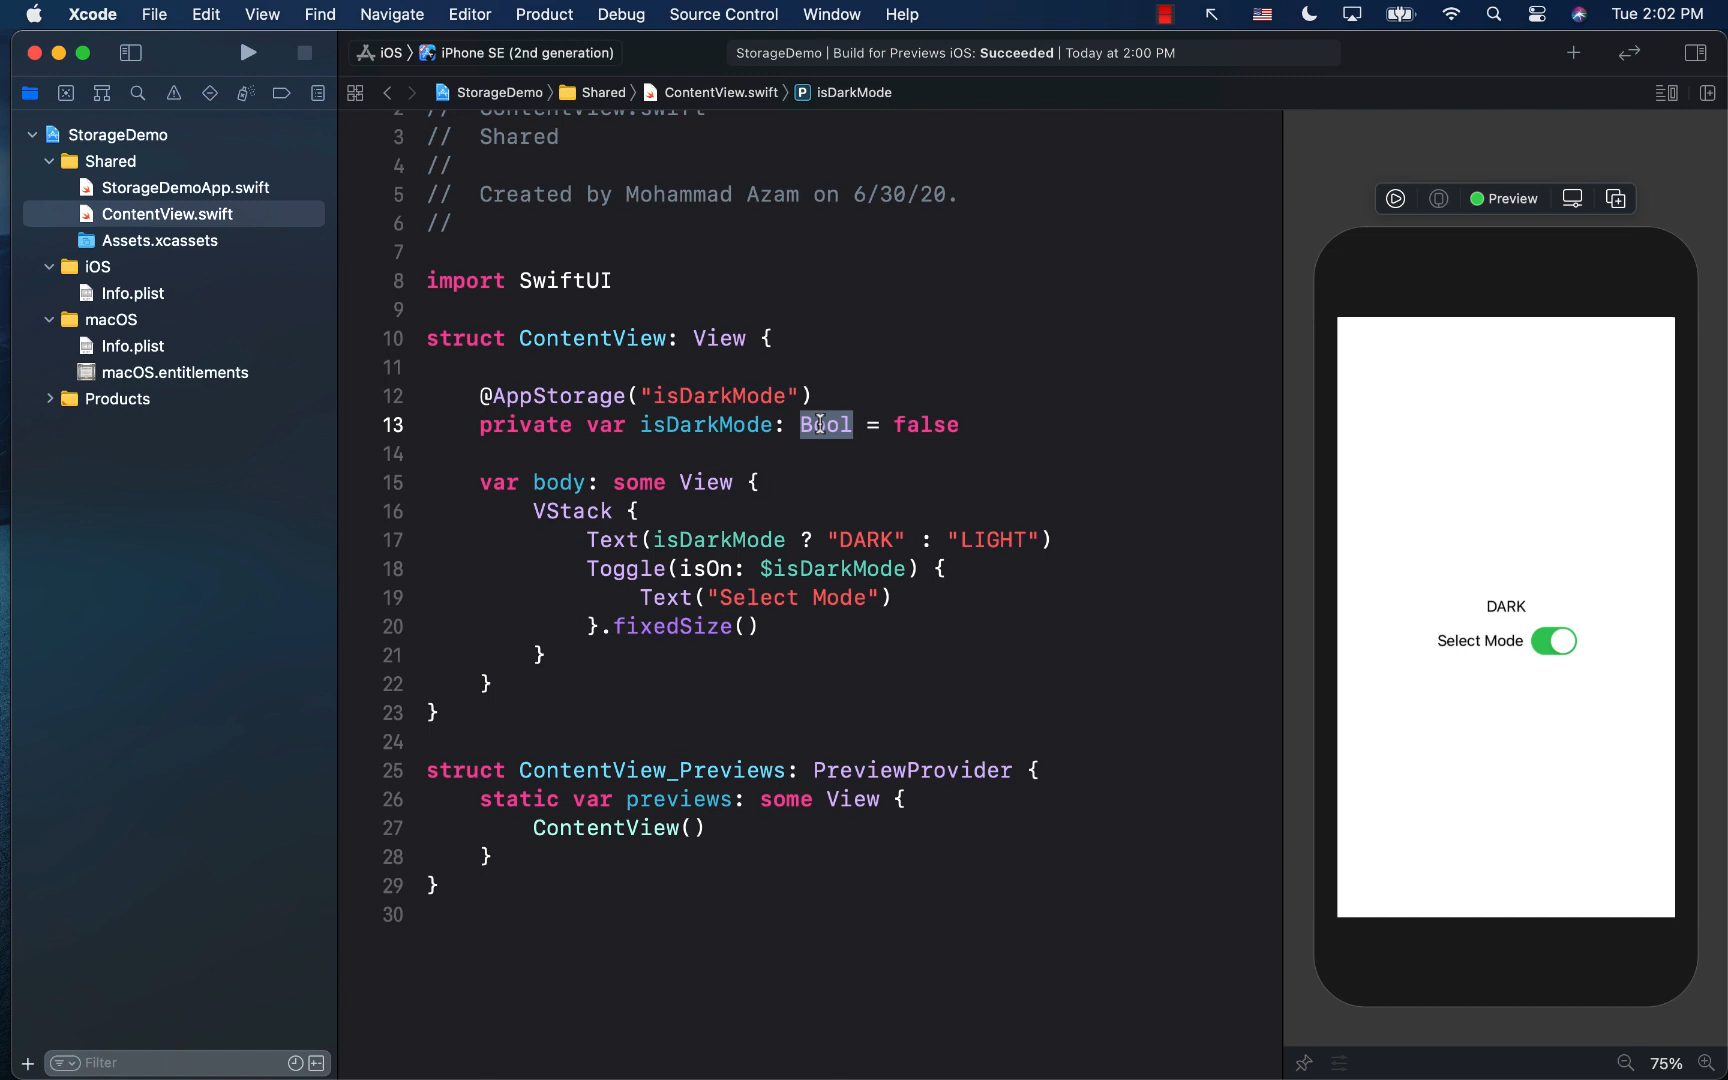 Xcode File Edit View Find Navigate Editor Product Debug Source Control Window Help Tue 2:02 PM
iOS 〉 iPhone SE (2nd generation) StorageDemo | Build for Previews iOS: Succeeded | Today at 2:00 PM
StorageDemo 〉 Shared 〉 ContentView.swift 〉 P isDarkMode
StorageDemo
Shared
StorageDemoApp.swift
ContentView.swift
Assets.xcassets
iOS
Info.plist
macOS
Info.plist
macOS.entitlements
Products
Filter
2 // ContentView.swift
3 // Shared
4 //
5 // Created by Mohammad Azam on 6/30/20.
6 //
7
8 import SwiftUI
9
10 struct ContentView: View {
11
12 @AppStorage("isDarkMode")
13 private var isDarkMode: Bool = false
14
15 var body: some View {
16 VStack {
17 Text(isDarkMode ? "DARK" : "LIGHT")
18 Toggle(isOn: $isDarkMode) {
19 Text("Select Mode")
20 }.fixedSize()
21 }
22 }
23 }
24
25 struct ContentView_Previews: PreviewProvider {
26 static var previews: some View {
27 ContentView()
28 }
29 }
30
Preview
DARK
Select Mode
75%